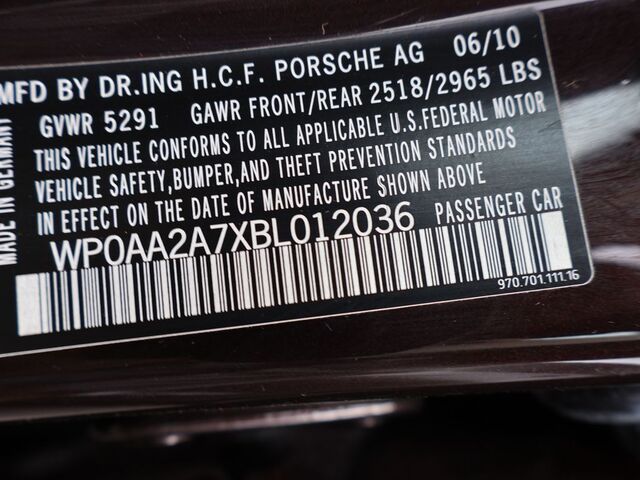 MFD BY DR.ING H.C.F. PORSCHE AG 06/10
GVWR 5291 GAWR FRONT/REAR 2518/2965 LBS
THIS VEHICLE CONFORMS TO ALL APPLICABLE U.S.FEDERAL MOTOR
VEHICLE SAFETY,BUMPER,AND THEFT PREVENTION STANDARDS
IN EFFECT ON THE DATE OF MANUFACTURE SHOWN ABOVE
WP0AA2A7XBL012036 PASSENGER CAR
970.701.111.16
MADE IN GERMANY